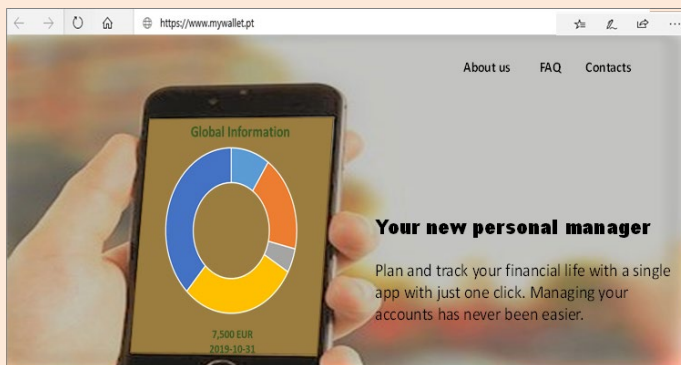 https://www.mywallet.pt
About us FAQ Contacts
Global Information
Your new personal manager
Plan and track your financial life with a single
app with just one click. Managing your
accounts has never been easier.
7,500 EUR
2019-10-31